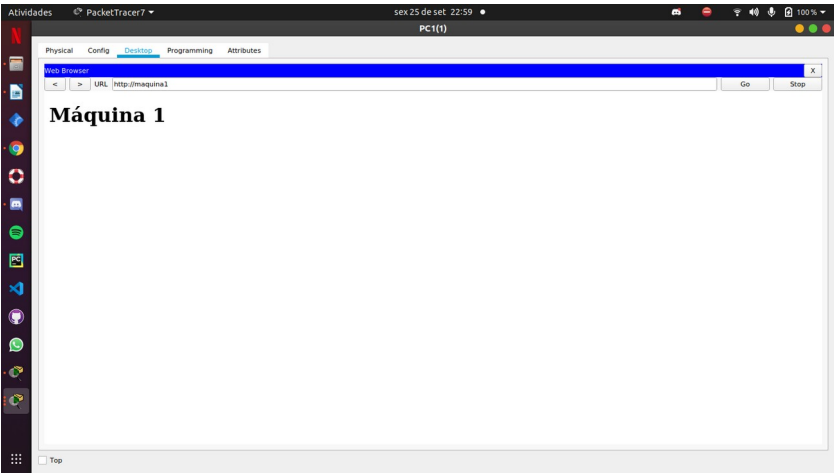 Atividades PacketTracer7 sex 25 de set 22:59 100 %
PC1(1)
Physical Config Desktop Programming Attributes
Web Browser X
< > URL http://maquina1 Go Stop
Máquina 1
N
PC
Top